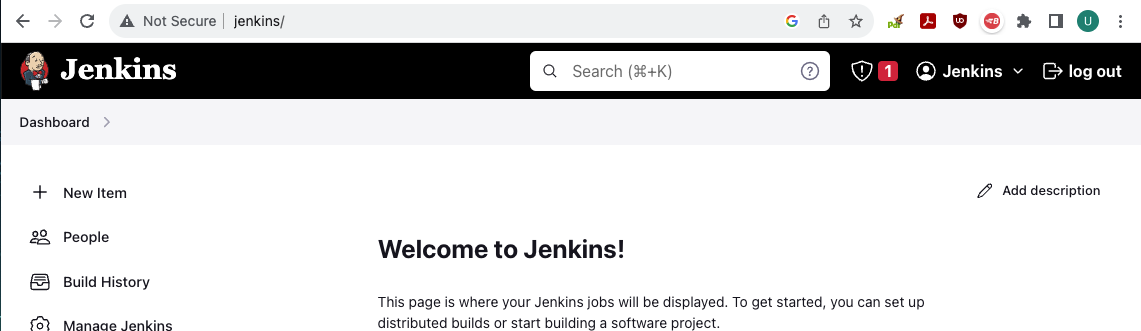 Not Secure jenkins/ U
Jenkins Search (⌘+K) 1 Jenkins log out
Dashboard
New Item Add description
People
Welcome to Jenkins!
Build History
This page is where your Jenkins jobs will be displayed. To get started, you can set up
distributed builds or start building a software project.
Manage Jenkins